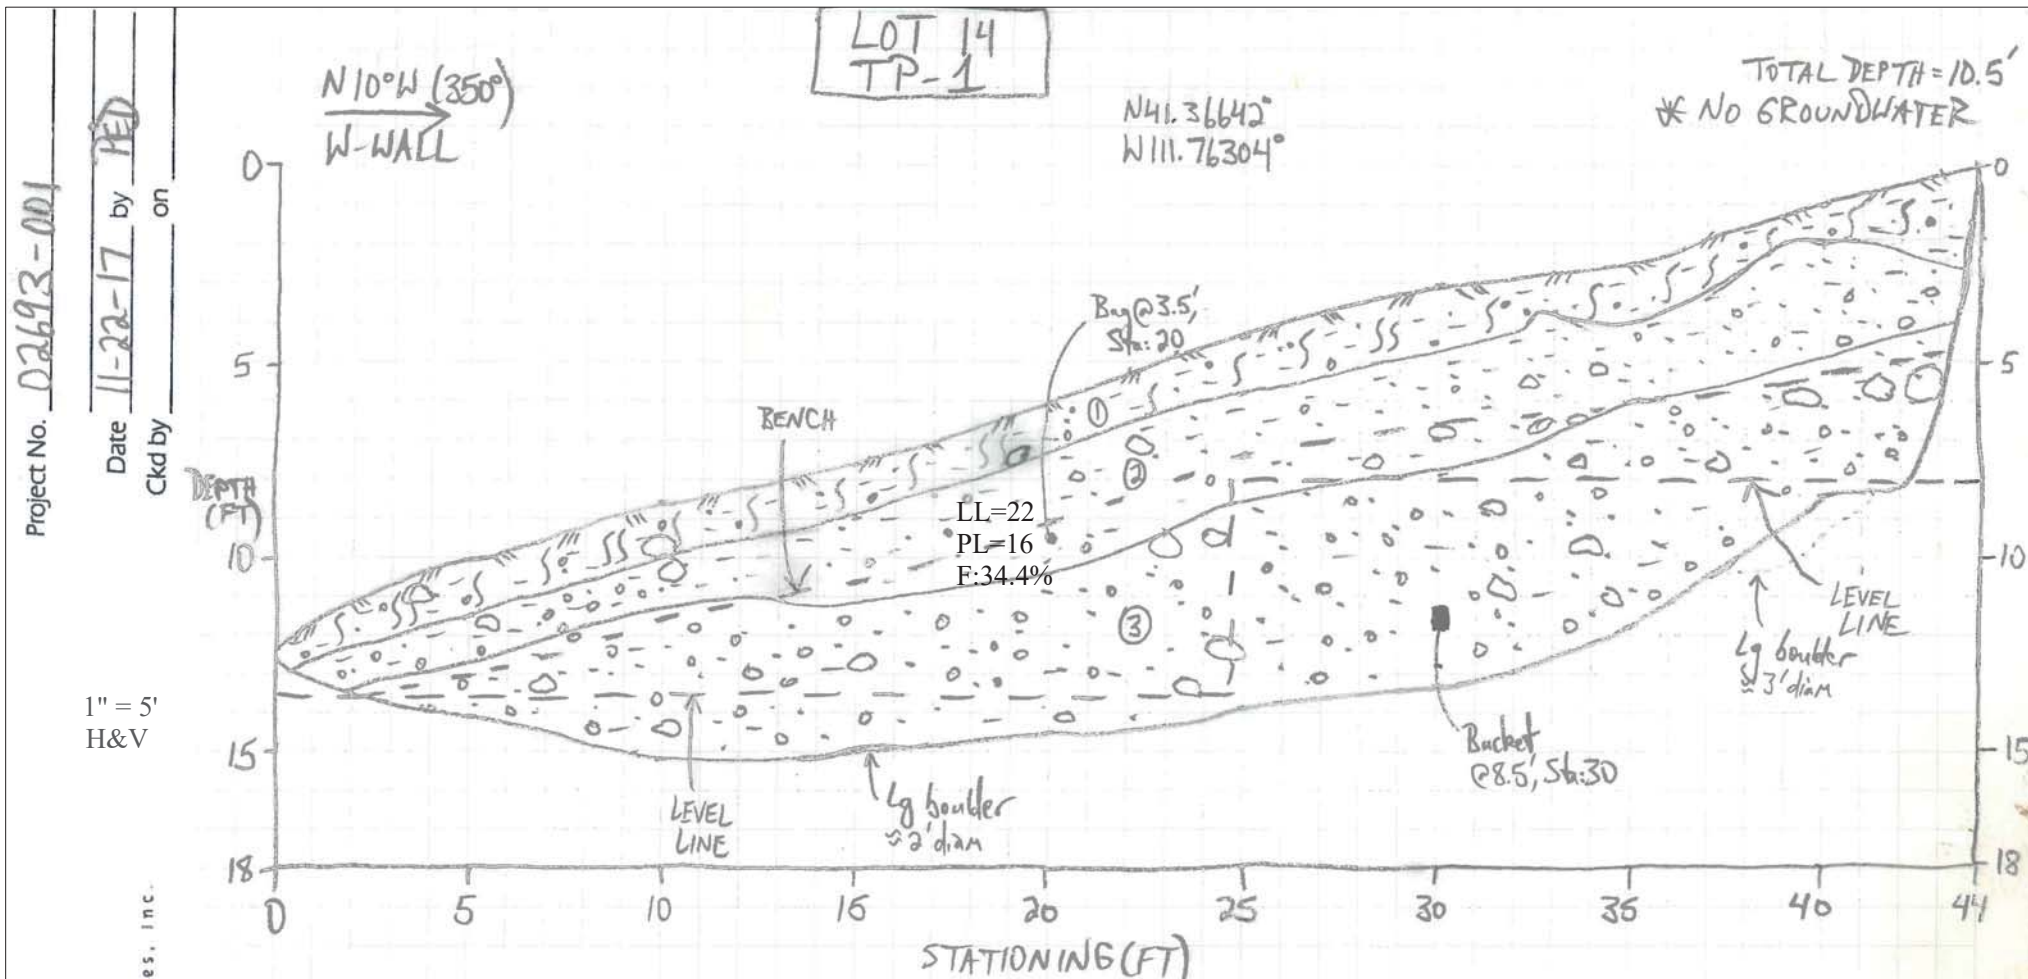 LOT 14
TP-1
N10°W (350°)
W-WALL
N41.36642°
W111.76304°
TOTAL DEPTH = 10.5'
* NO GROUNDWATER
Project No. 02693-001
Date 11-22-17 by PED
Ckd by on
0
5
DEPTH
(FT)
10
15
18
0
5
10
15
18
Bag@3.5',
Sta: 20
BENCH
1
2
3
LL=22
PL=16
F:34.4%
LEVEL
LINE
Lg boulder
≈ 3' diam
Bucket
@8.5', Sta:30
Lg boulder
≈ 2' diam
LEVEL
LINE
1" = 5'
H&V
0 5 10 15 20 25 30 35 40 44
STATIONING (FT)
es, Inc.